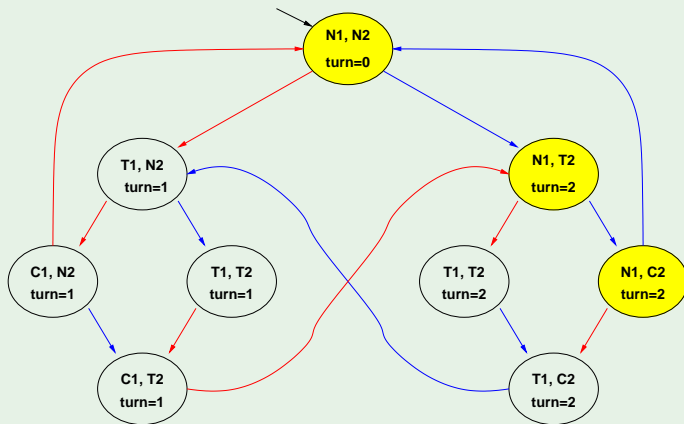 N1, N2
turn=0
T1, N2
turn=1
N1, T2
turn=2
C1, N2
turn=1
T1, T2
turn=1
T1, T2
turn=2
N1, C2
turn=2
C1, T2
turn=1
T1, C2
turn=2